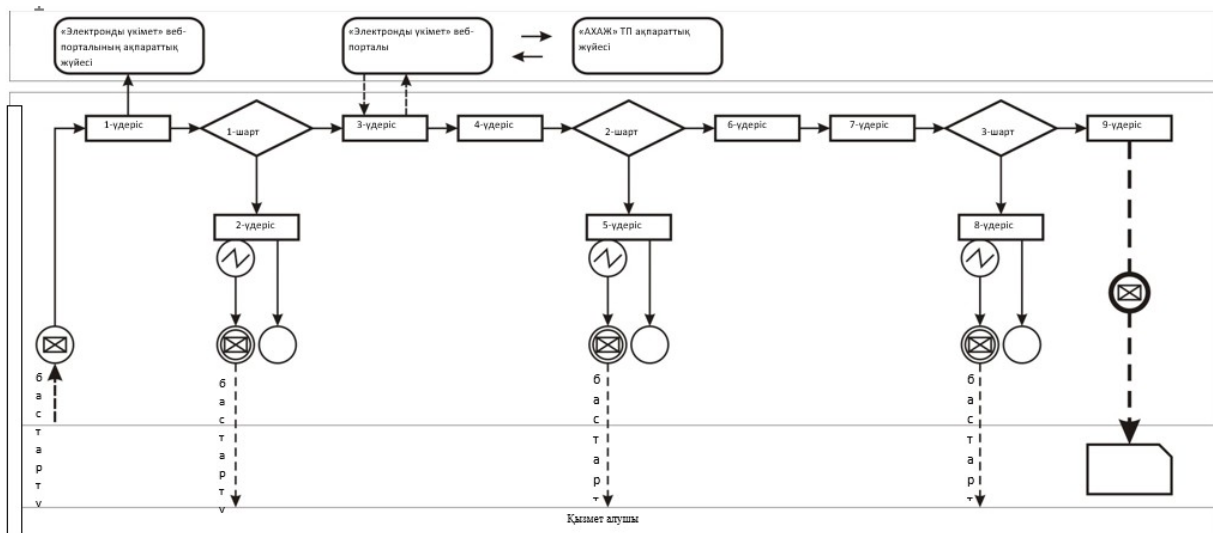 «Электронды үкімет» веб-
порталының ақпараттық
жүйесі
«Электронды үкімет» веб-
порталы
«АХАЖ» ТП ақпараттық
жүйесі
1-үдеріс
1-шарт
3-үдеріс
4-үдеріс
2-шарт
6-үдеріс
7-үдеріс
3-шарт
9-үдеріс
2-үдеріс
5-үдеріс
8-үдеріс
б
а
с
т
а
р
т
у
б
а
с
т
а
р
т
у
б
а
с
т
а
р
т
б
а
с
т
а
р
т
Қызмет алушы